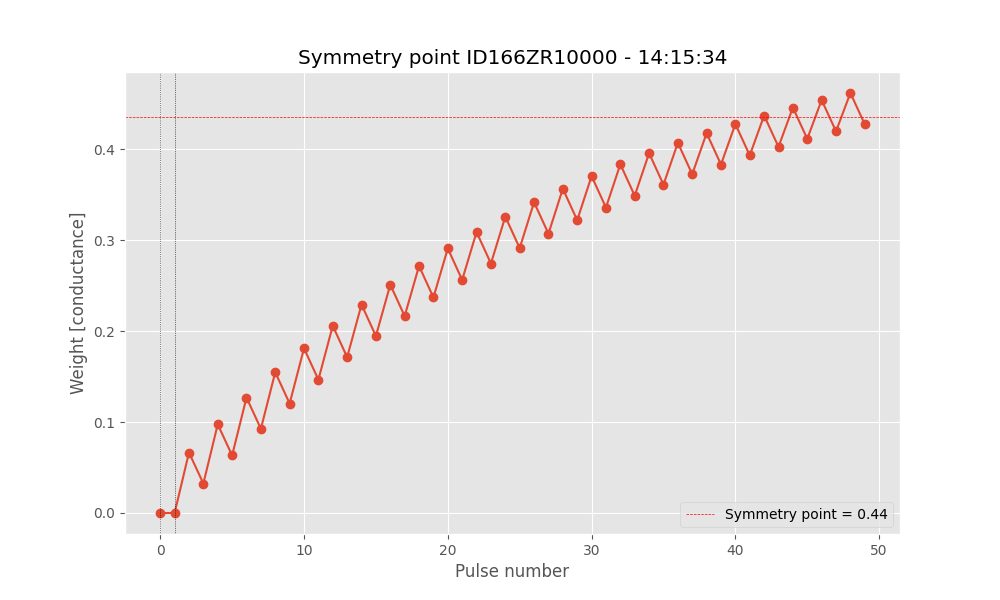 Symmetry point ID166ZR10000 - 14:15:34
Weight [conductance]
0.4
0.3
0.2
0.1
0.0
Symmetry point = 0.44
0 10 20 30 40 50
Pulse number